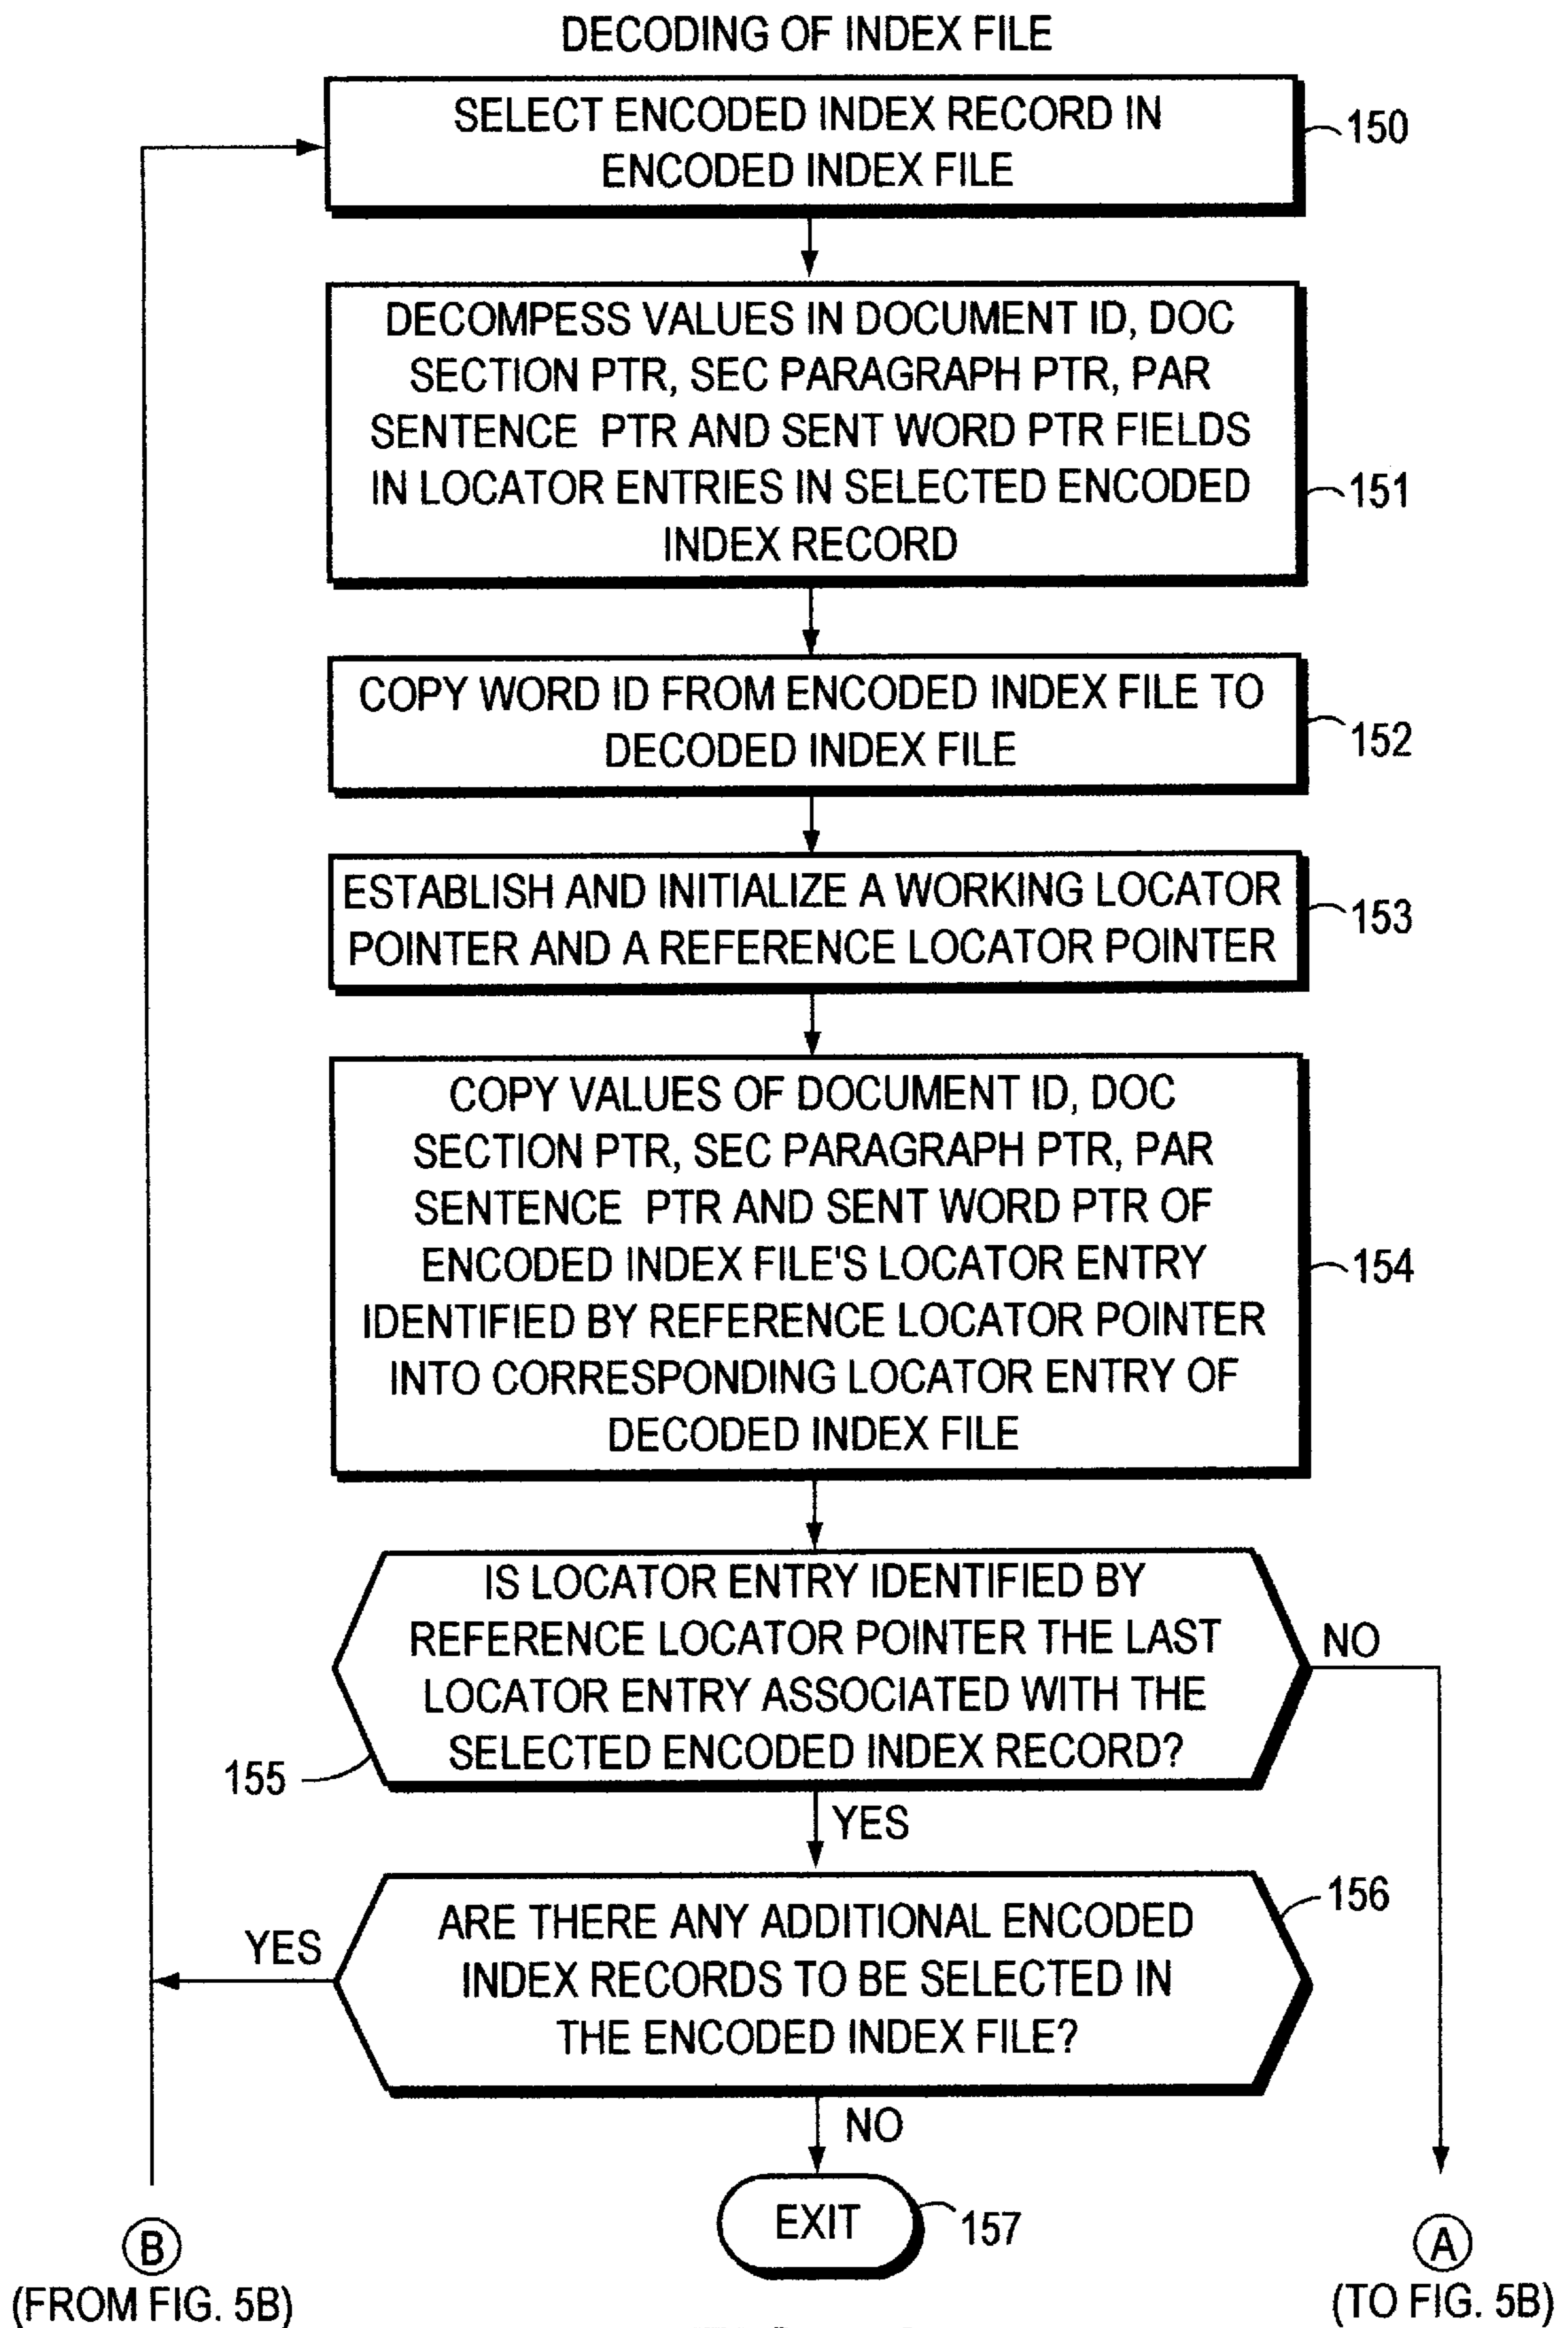 DECODING OF INDEX FILE
SELECT ENCODED INDEX RECORD IN
ENCODED INDEX FILE
150
DECOMPESS VALUES IN DOCUMENT ID, DOC
SECTION PTR, SEC PARAGRAPH PTR, PAR
SENTENCE PTR AND SENT WORD PTR FIELDS
IN LOCATOR ENTRIES IN SELECTED ENCODED
INDEX RECORD
151
COPY WORD ID FROM ENCODED INDEX FILE TO
DECODED INDEX FILE
152
ESTABLISH AND INITIALIZE A WORKING LOCATOR
POINTER AND A REFERENCE LOCATOR POINTER
153
COPY VALUES OF DOCUMENT ID, DOC
SECTION PTR, SEC PARAGRAPH PTR, PAR
SENTENCE PTR AND SENT WORD PTR OF
ENCODED INDEX FILE'S LOCATOR ENTRY
IDENTIFIED BY REFERENCE LOCATOR POINTER
INTO CORRESPONDING LOCATOR ENTRY OF
DECODED INDEX FILE
154
IS LOCATOR ENTRY IDENTIFIED BY
REFERENCE LOCATOR POINTER THE LAST
LOCATOR ENTRY ASSOCIATED WITH THE
SELECTED ENCODED INDEX RECORD?
NO
155
YES
ARE THERE ANY ADDITIONAL ENCODED
INDEX RECORDS TO BE SELECTED IN
THE ENCODED INDEX FILE?
156
YES
NO
EXIT
157
B
(FROM FIG. 5B)
A
(TO FIG. 5B)